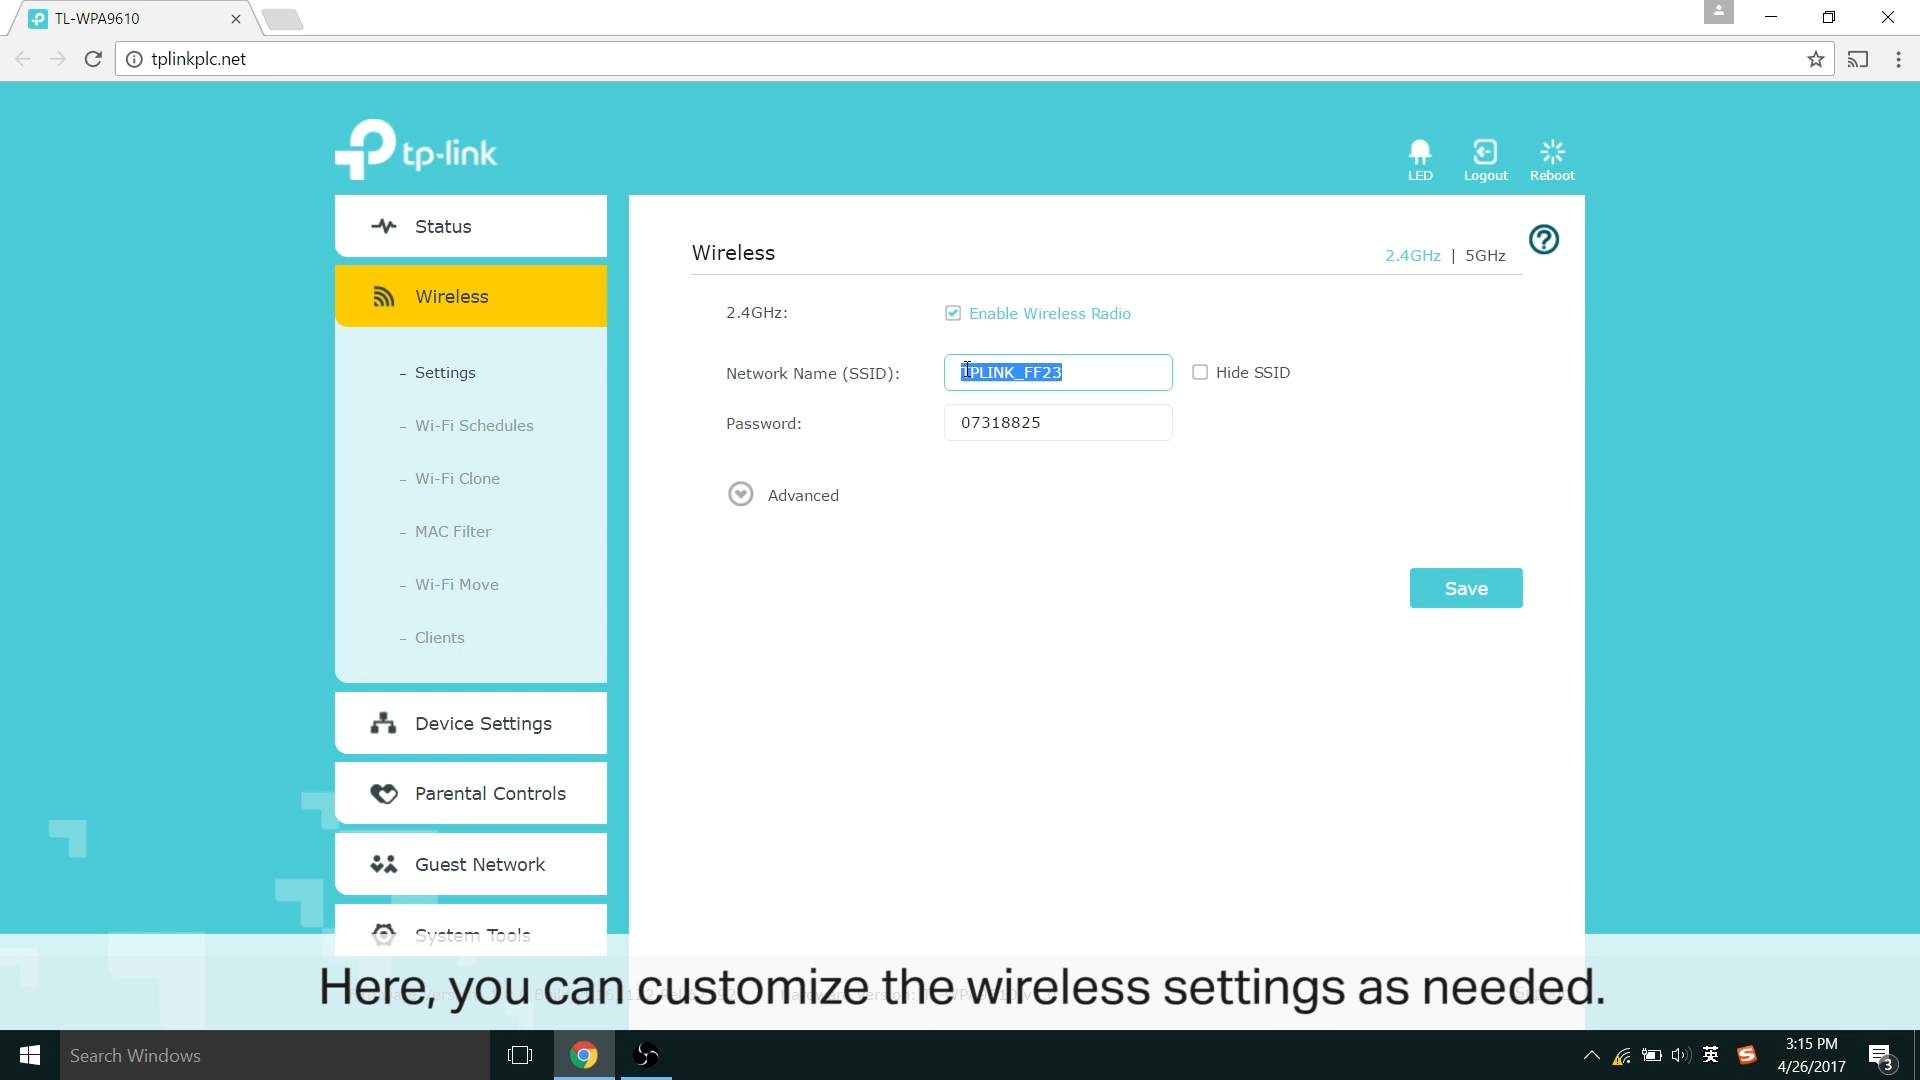 TL-WPA9610
tplinkplc.net
tp-link
LED
Logout
Reboot
Status
Wireless
- Settings
- Wi-Fi Schedules
- Wi-Fi Clone
- MAC Filter
- Wi-Fi Move
- Clients
Device Settings
Parental Controls
Guest Network
System Tools
Wireless
2.4GHz | 5GHz
2.4GHz:
Enable Wireless Radio
Network Name (SSID):
TPLINK_FF23
Hide SSID
Password:
07318825
Advanced
Save
Here, you can customize the wireless settings as needed.
Search Windows
英
3:15 PM
4/26/2017
3